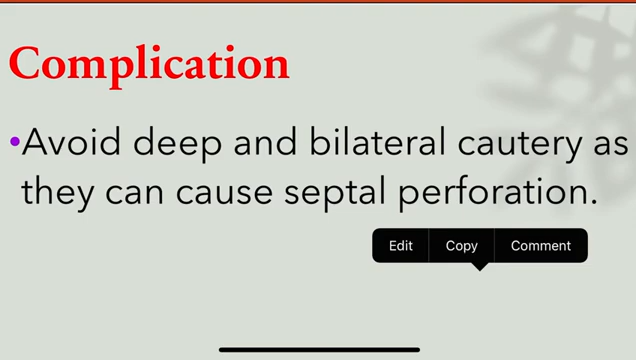 Complication
•Avoid deep and bilateral cautery as
they can cause septal perforation.
Edit Copy Comment